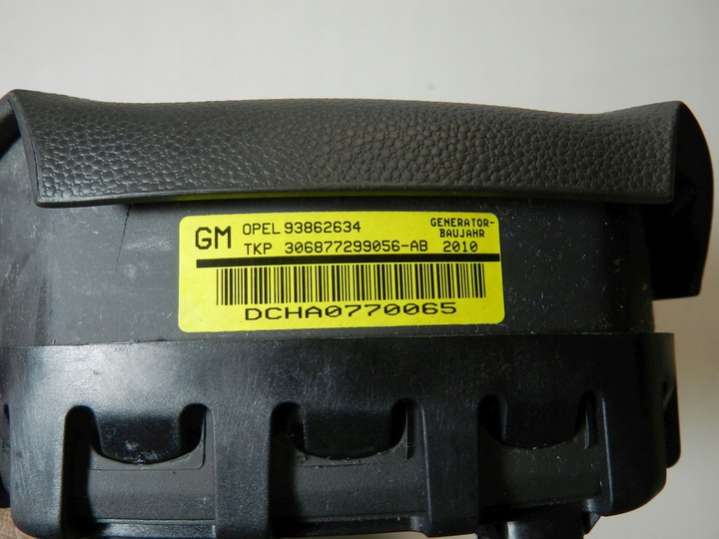 GM OPEL 93862634 GENERATOR-
BAUJAHR
TKP 306877299056-AB 2010
DCHA0770065